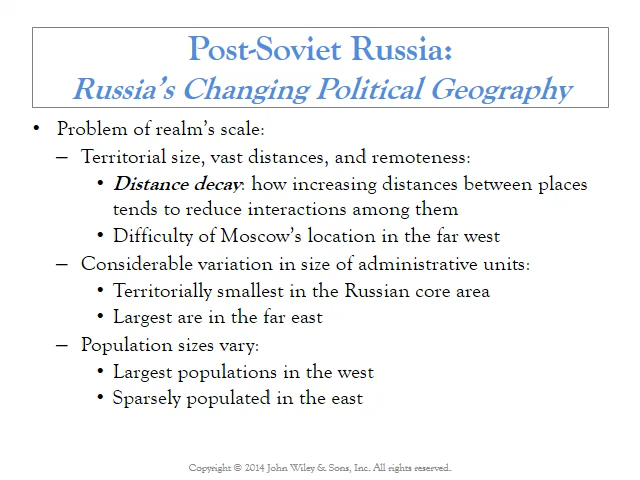 Post-Soviet Russia:
Russia's Changing Political Geography
• Problem of realm's scale:
– Territorial size, vast distances, and remoteness:
• Distance decay: how increasing distances between places
tends to reduce interactions among them
• Difficulty of Moscow's location in the far west
– Considerable variation in size of administrative units:
• Territorially smallest in the Russian core area
• Largest are in the far east
– Population sizes vary:
• Largest populations in the west
• Sparsely populated in the east
Copyright © 2014 John Wiley & Sons, Inc. All rights reserved.